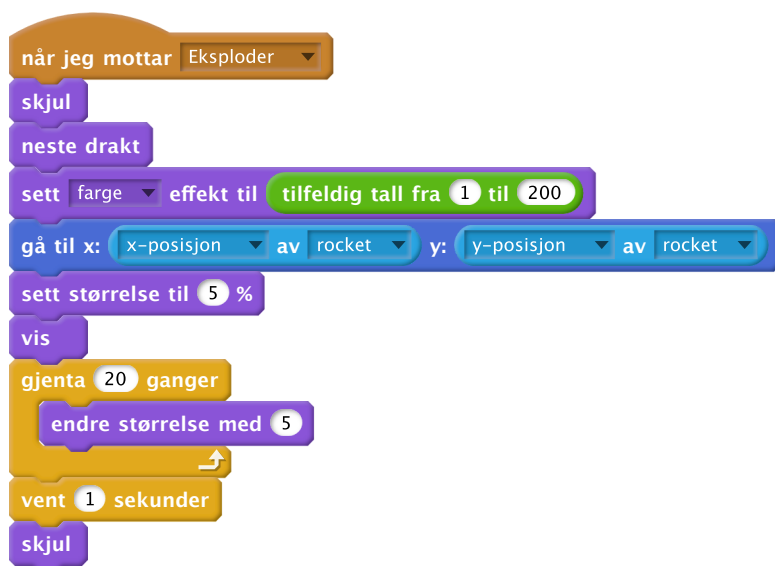 når jeg mottar Eksploder
skjul
neste drakt
sett farge effekt til tilfeldig tall fra 1 til 200
gå til x: x-posisjon av rocket y: y-posisjon av rocket
sett størrelse til 5 %
vis
gjenta 20 ganger
endre størrelse med 5
vent 1 sekunder
skjul